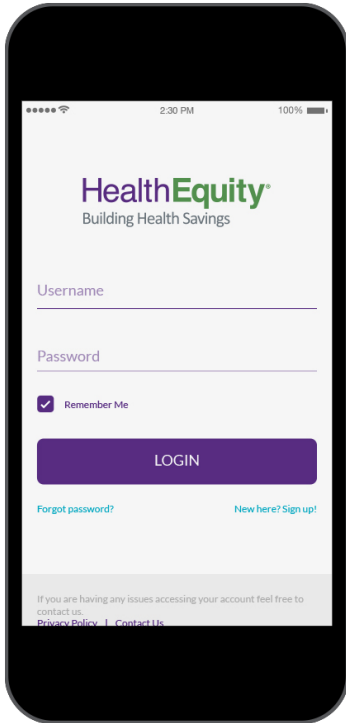 2:30 PM 100%
HealthEquity®
Building Health Savings
Username
Password
Remember Me
LOGIN
Forgot password? New here? Sign up!
If you are having any issues accessing your account feel free to
contact us.
Privacy Policy | Contact Us